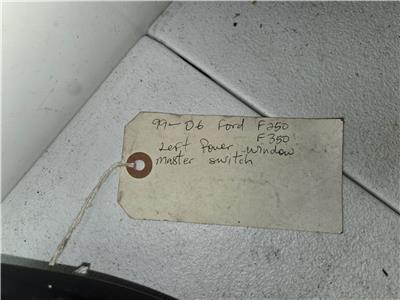 99-06 Ford F250
F350
Left Power window
master switch